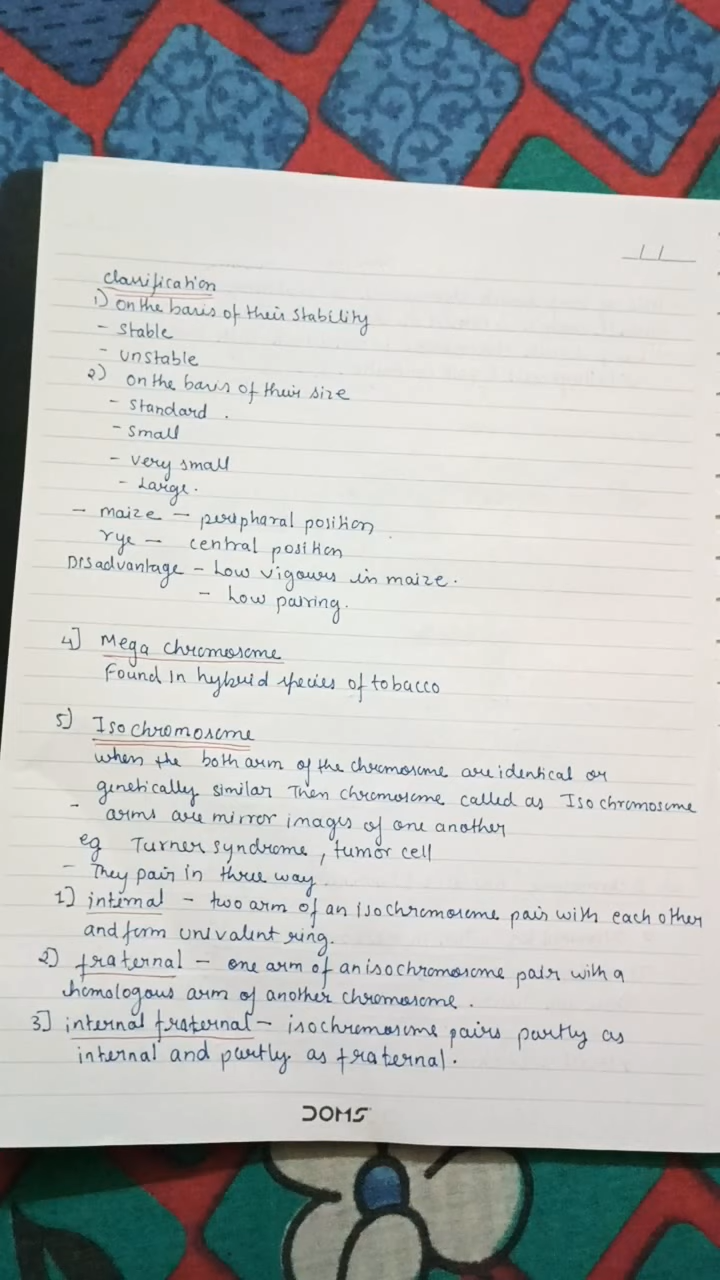 classification
1) on the basis of their stability
- stable
- unstable
2) on the basis of their size
- standard .
- small
- very small
- Large.
- maize - peripharal position
rye - central position
Disadvantage - Low vigours in maize.
- Low pairing.
4] Mega chromosome
Found in hybrid species of tobacco
5] Isochromosome
when the both arm of the chromosome are identical or
genetically similar Then chromosome called as Isochromosome
- arms are mirror images of one another
eg Turner syndrome, tumor cell
- They pair in three way
1] internal - two arm of an isochromosome pair with each other
and form univalent ring.
2) fraternal - one arm of an isochromosome pair with a
homologous arm of another chromosome.
3] internal fraternal - isochromosome pairs partly as
internal and partly as fraternal.
DOMS